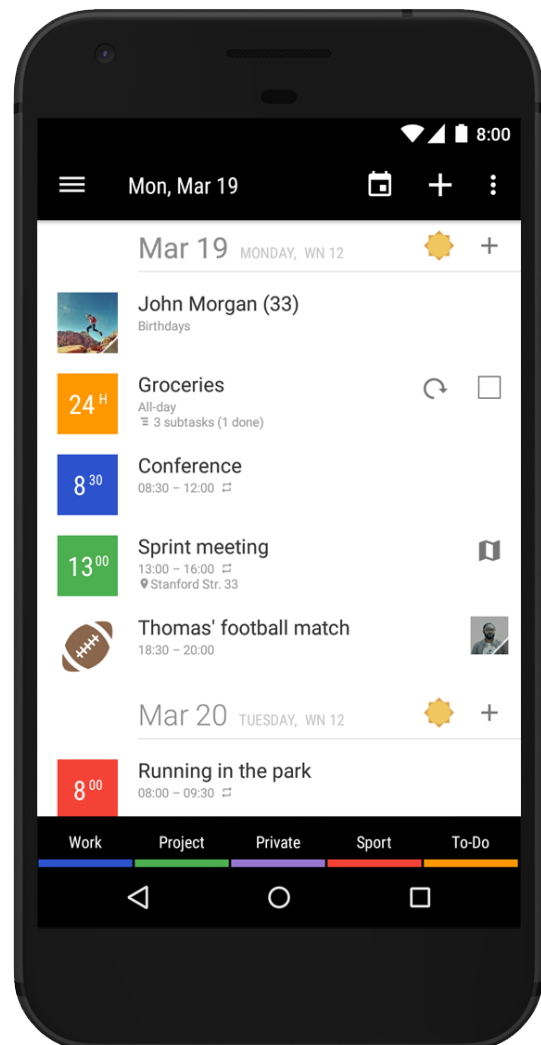 8:00
Mon, Mar 19
Mar 19 MONDAY, WN 12
John Morgan (33)
Birthdays
24 H
Groceries
All-day
3 subtasks (1 done)
8 30
Conference
08:30 – 12:00
13 00
Sprint meeting
13:00 – 16:00
Stanford Str. 33
Thomas' football match
18:30 – 20:00
Mar 20 TUESDAY, WN 12
8 00
Running in the park
08:00 – 09:30
Work Project Private Sport To-Do